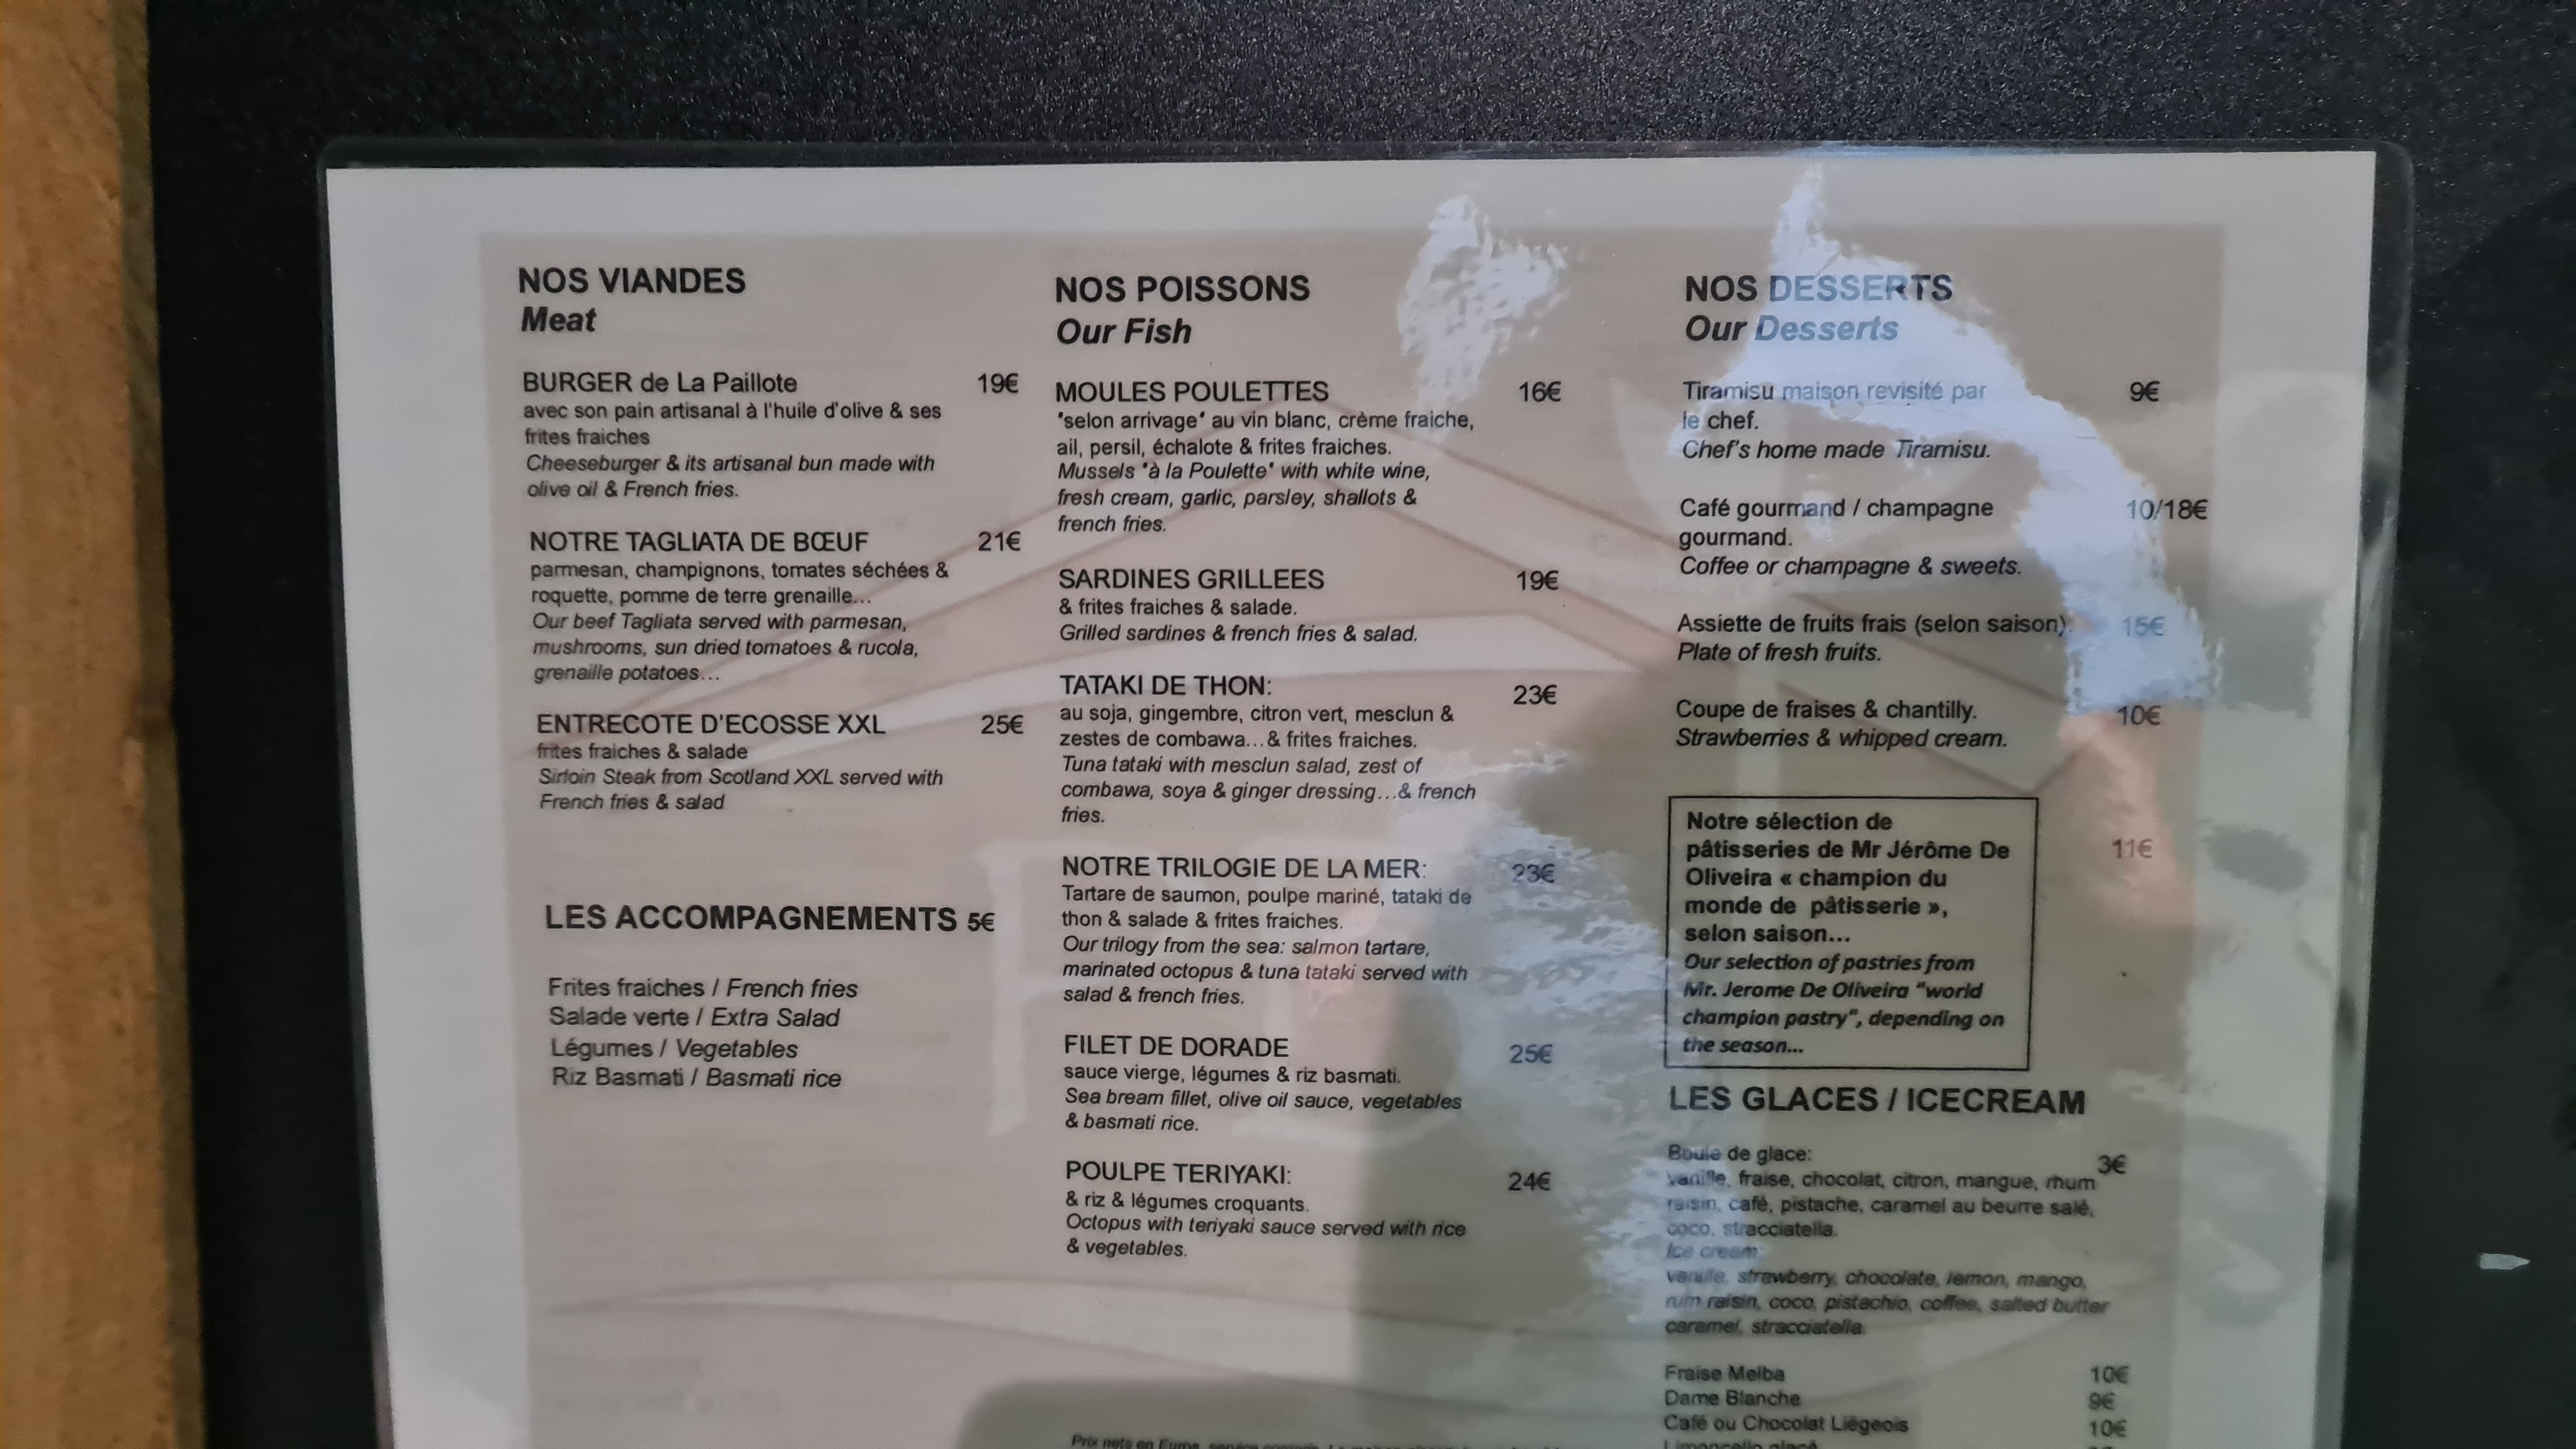 NOS VIANDES
Meat
BURGER de La Paillote 19€
avec son pain artisanal à l'huile d'olive & ses
frites fraiches
Cheeseburger & its artisanal bun made with
olive oil & French fries.
NOTRE TAGLIATA DE BŒUF 21€
parmesan, champignons, tomates séchées &
roquette, pomme de terre grenaille...
Our beef Tagliata served with parmesan,
mushrooms, sun dried tomatoes & rucola,
grenaille potatoes...
ENTRECOTE D'ECOSSE XXL 25€
frites fraiches & salade
Sirloin Steak from Scotland XXL served with
French fries & salad
LES ACCOMPAGNEMENTS 5€
Frites fraiches / French fries
Salade verte / Extra Salad
Légumes / Vegetables
Riz Basmati / Basmati rice
NOS POISSONS
Our Fish
MOULES POULETTES 16€
"selon arrivage" au vin blanc, crème fraiche,
ail, persil, échalote & frites fraiches.
Mussels "à la Poulette" with white wine,
fresh cream, garlic, parsley, shallots &
french fries.
SARDINES GRILLEES 19€
& frites fraiches & salade.
Grilled sardines & french fries & salad.
TATAKI DE THON: 23€
au soja, gingembre, citron vert, mesclun &
zestes de combawa...& frites fraiches.
Tuna tataki with mesclun salad, zest of
combawa, soya & ginger dressing...& french
fries.
NOTRE TRILOGIE DE LA MER: 23€
Tartare de saumon, poulpe mariné, tataki de
thon & salade & frites fraiches.
Our trilogy from the sea: salmon tartare,
marinated octopus & tuna tataki served with
salad & french fries.
FILET DE DORADE 25€
sauce vierge, légumes & riz basmati.
Sea bream fillet, olive oil sauce, vegetables
& basmati rice.
POULPE TERIYAKI: 24€
& riz & légumes croquants.
Octopus with teriyaki sauce served with rice
& vegetables.
Prix nets en Euros, service compris.
NOS DESSERTS
Our Desserts
Tiramisu maison revisité par 9€
le chef.
Chef's home made Tiramisu.
Café gourmand / champagne 10/18€
gourmand.
Coffee or champagne & sweets.
Assiette de fruits frais (selon saison). 15€
Plate of fresh fruits.
Coupe de fraises & chantilly. 10€
Strawberries & whipped cream.
Notre sélection de
pâtisseries de Mr Jérôme De 11€
Oliveira « champion du
monde de pâtisserie »,
selon saison...
Our selection of pastries from
Mr. Jerome De Oliveira "world
champion pastry", depending on
the season...
LES GLACES / ICECREAM
Boule de glace: 3€
vanille, fraise, chocolat, citron, mangue, rhum
raisin, café, pistache, caramel au beurre salé,
coco, stracciatella.
Ice cream:
vanilla, strawberry, chocolate, lemon, mango,
rum raisin, coco, pistachio, coffee, salted butter
caramel, stracciatella.
Fraise Melba 10€
Dame Blanche 9€
Café ou Chocolat Liégeois 10€
Limoncello glacé